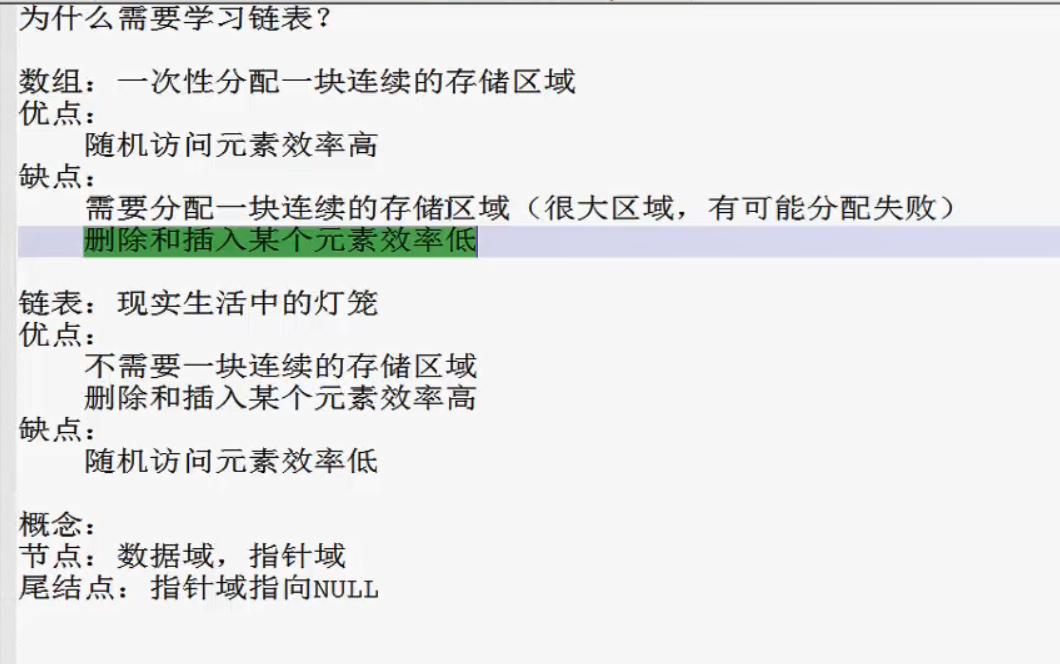 为什么需要学习链表？
数组：一次性分配一块连续的存储区域
优点：
随机访问元素效率高
缺点：
需要分配一块连续的存储区域（很大区域，有可能分配失败）
删除和插入某个元素效率低
链表：现实生活中的灯笼
优点：
不需要一块连续的存储区域
删除和插入某个元素效率高
缺点：
随机访问元素效率低
概念：
节点：数据域，指针域
尾结点：指针域指向NULL